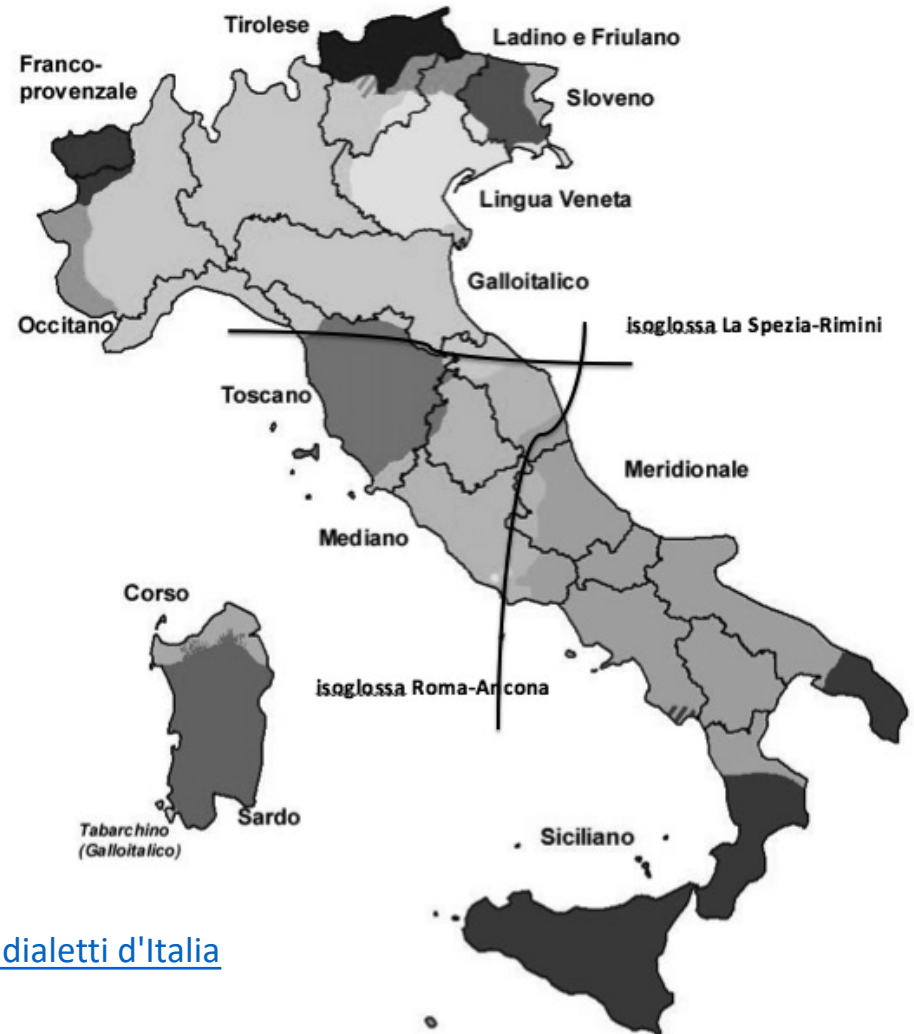 Tirolese
Ladino e Friulano
Franco-
provenzale
Sloveno
Lingua Veneta
Galloitalico
Occitano
isoglossa La Spezia-Rimini
Toscano
Meridionale
Mediano
Corso
isoglossa Roma-Ancona
Sardo
Tabarchino
(Galloitalico)
Siciliano
dialetti d'Italia